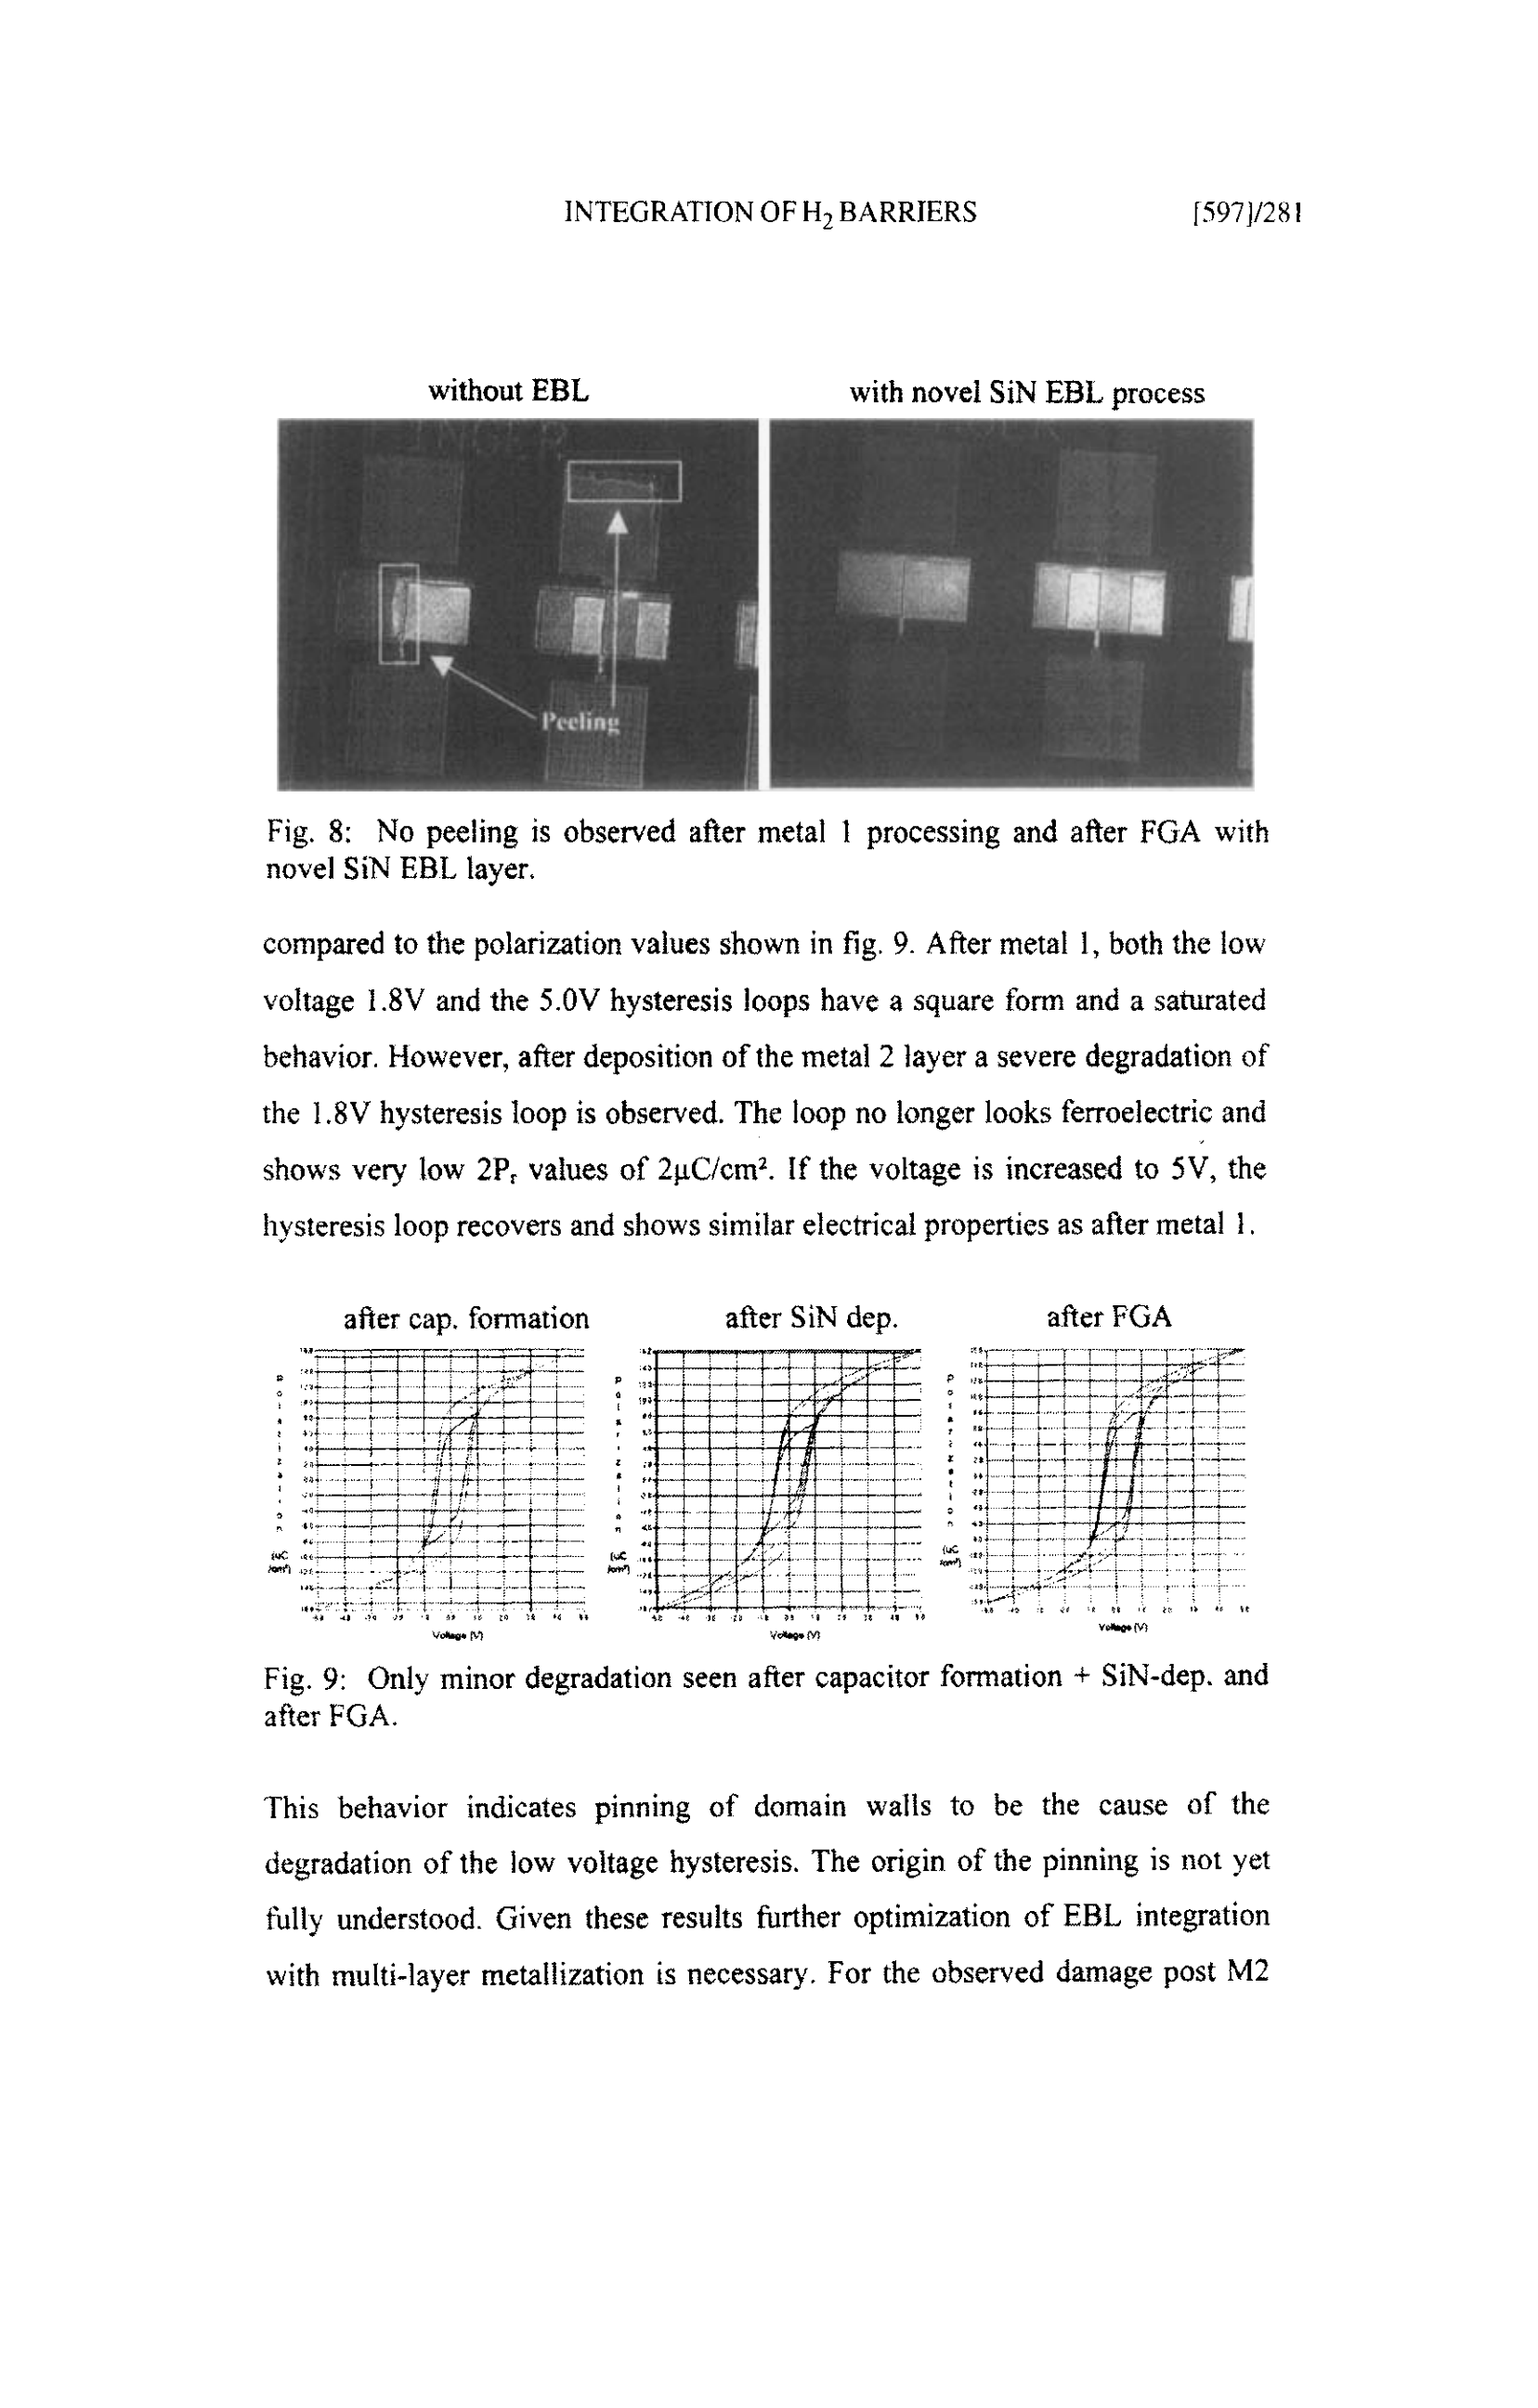 INTEGRATION OF H₂ BARRIERS [597]/281
without EBL with novel SiN EBL process
Peeling
Fig. 8: No peeling is observed after metal 1 processing and after FGA with
novel SiN EBL layer.
compared to the polarization values shown in fig. 9. After metal 1, both the low
voltage 1.8V and the 5.0V hysteresis loops have a square form and a saturated
behavior. However, after deposition of the metal 2 layer a severe degradation of
the 1.8V hysteresis loop is observed. The loop no longer looks ferroelectric and
shows very low 2Pᵣ values of 2µC/cm². If the voltage is increased to 5V, the
hysteresis loop recovers and shows similar electrical properties as after metal 1.
after cap. formation after SiN dep. after FGA
Voltage (V) Voltage (V) Voltage (V)
Fig. 9: Only minor degradation seen after capacitor formation + SiN-dep. and
after FGA.
This behavior indicates pinning of domain walls to be the cause of the
degradation of the low voltage hysteresis. The origin of the pinning is not yet
fully understood. Given these results further optimization of EBL integration
with multi-layer metallization is necessary. For the observed damage post M2